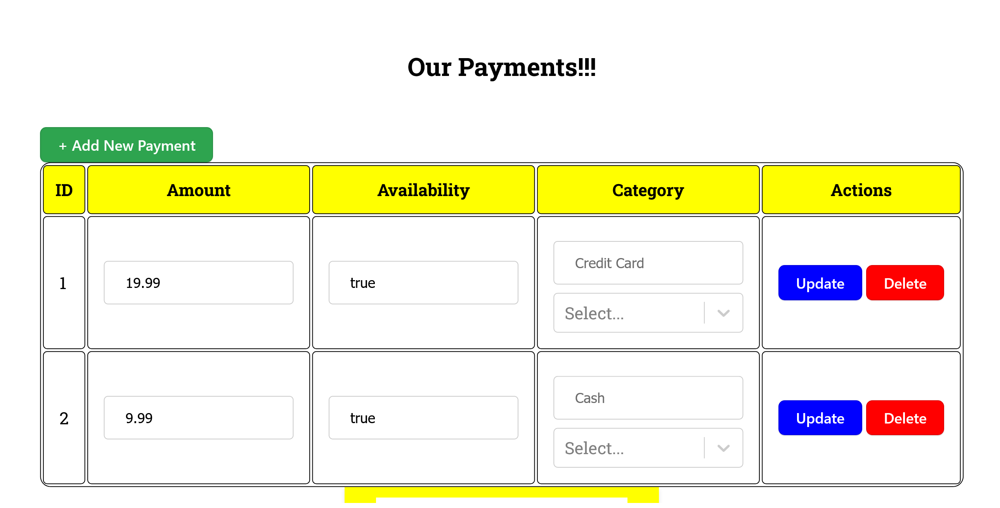 Our Payments!!!
+ Add New Payment
ID Amount Availability Category Actions
Credit Card
1 19.99 true Update Delete
Select...
Cash
2 9.99 true Update Delete
Select...